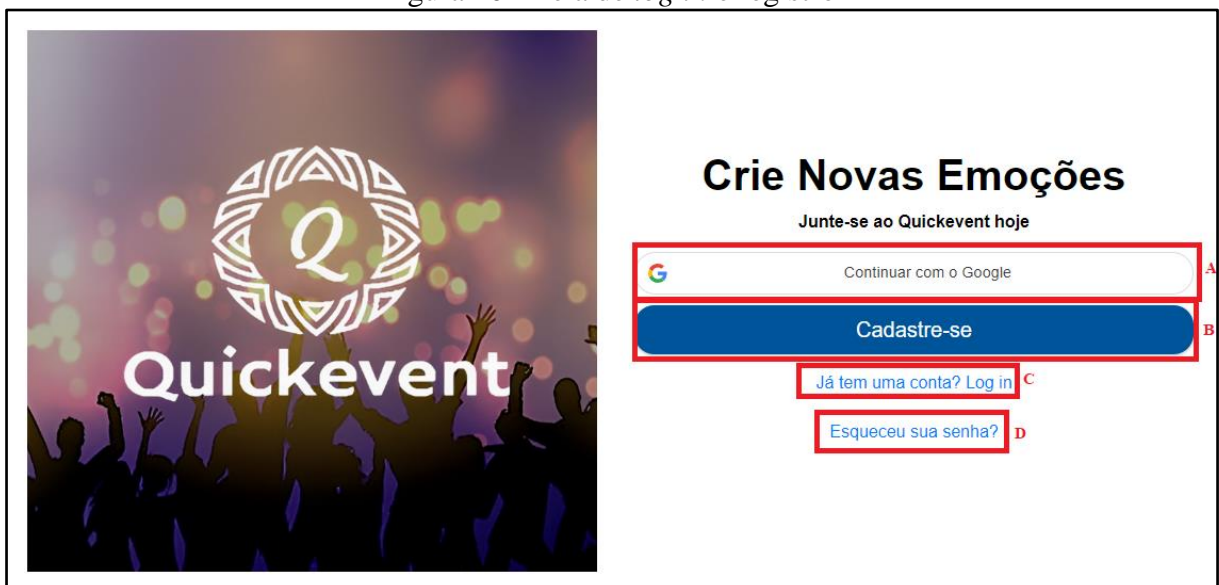 Crie Novas Emoções
Junte-se ao Quickevent hoje
Continuar com o Google
A
Cadastre-se
B
Já tem uma conta? Log in
C
Esqueceu sua senha?
D
Q
Quickevent